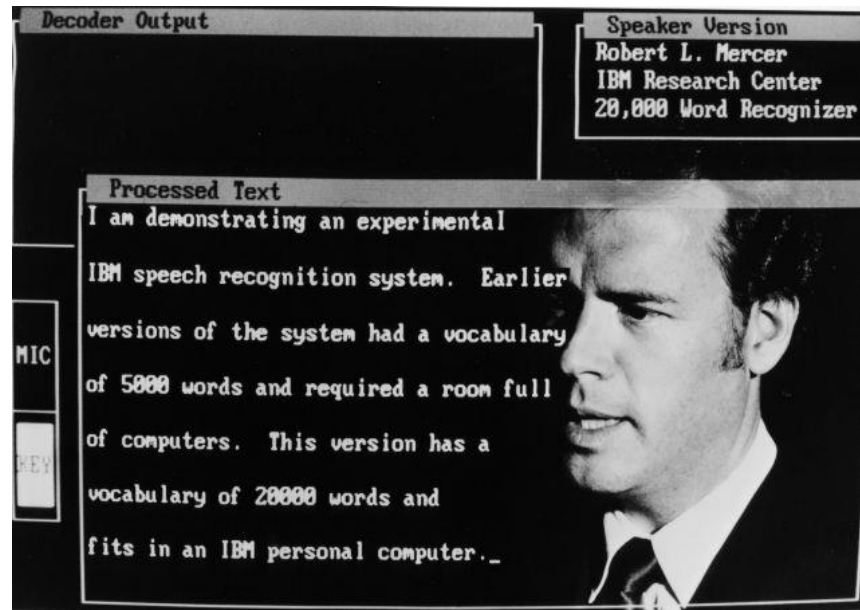 Decoder Output
Speaker Version
Robert L. Mercer
IBM Research Center
20,000 Word Recognizer
Processed Text
I am demonstrating an experimental
IBM speech recognition system. Earlier
versions of the system had a vocabulary
of 5000 words and required a room full
of computers. This version has a
vocabulary of 20000 words and
fits in an IBM personal computer._
MIC
KEY